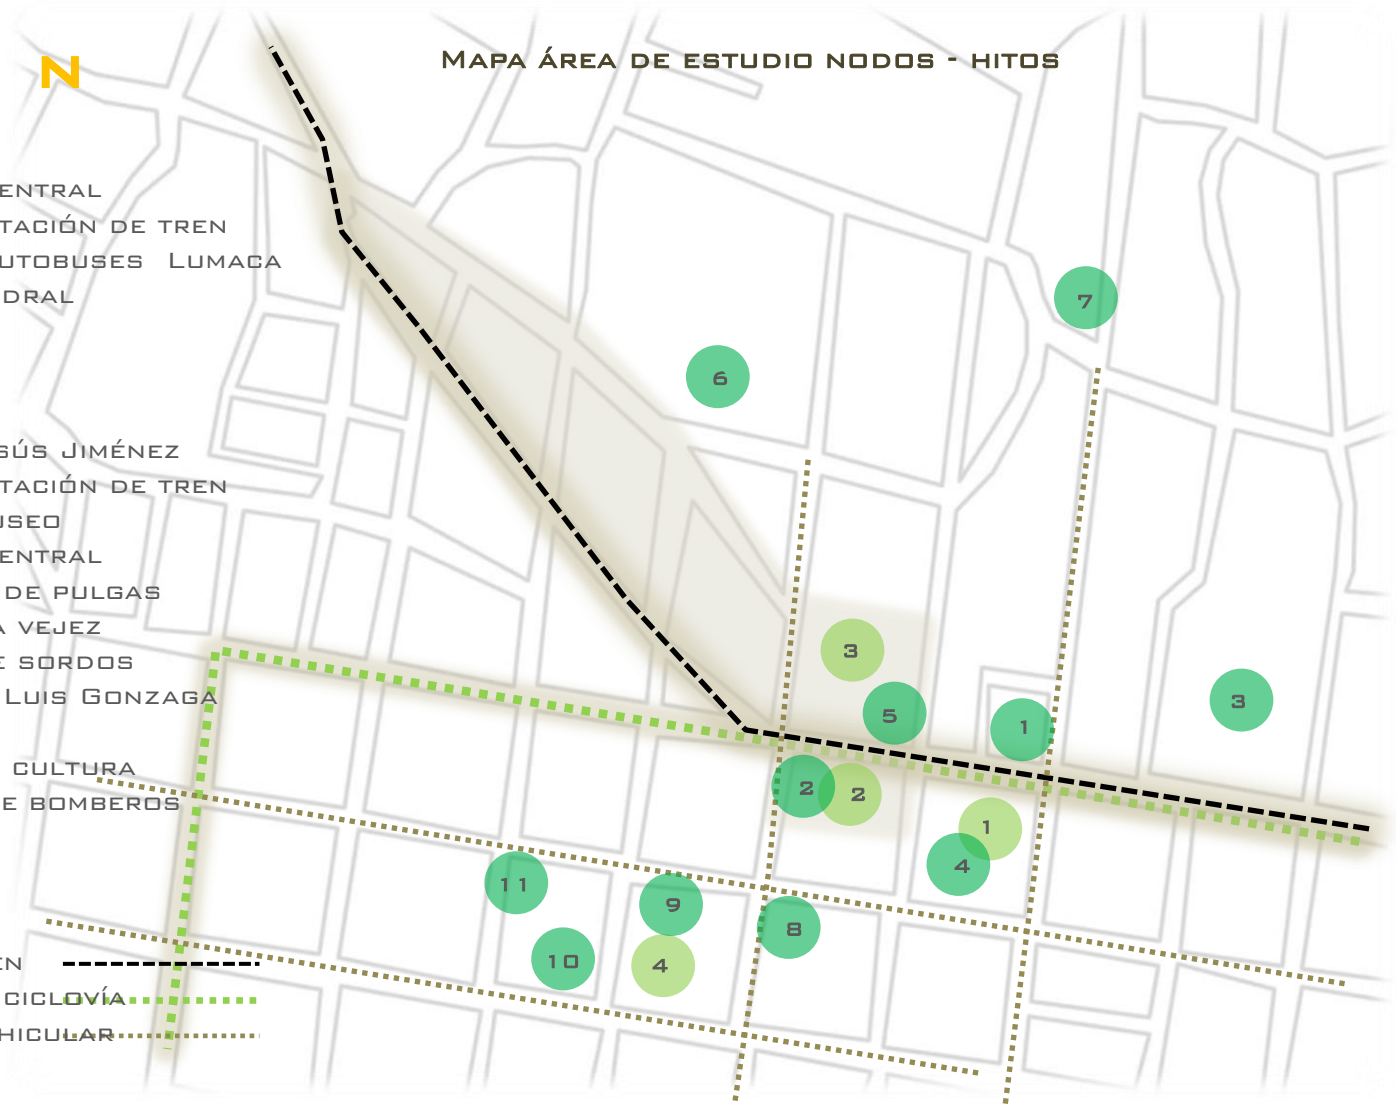 Mapa área de estudio nodos - hitos
N
entral
tación de tren
utobuses Lumaca
dral
sús Jiménez
tación de tren
useo
entral
de pulgas
a vejez
e sordos
Luis Gonzaga
cultura
e bomberos
en
ciclovía
hicular
7
6
3
5
1
3
2
2
1
4
11
9
8
10
4